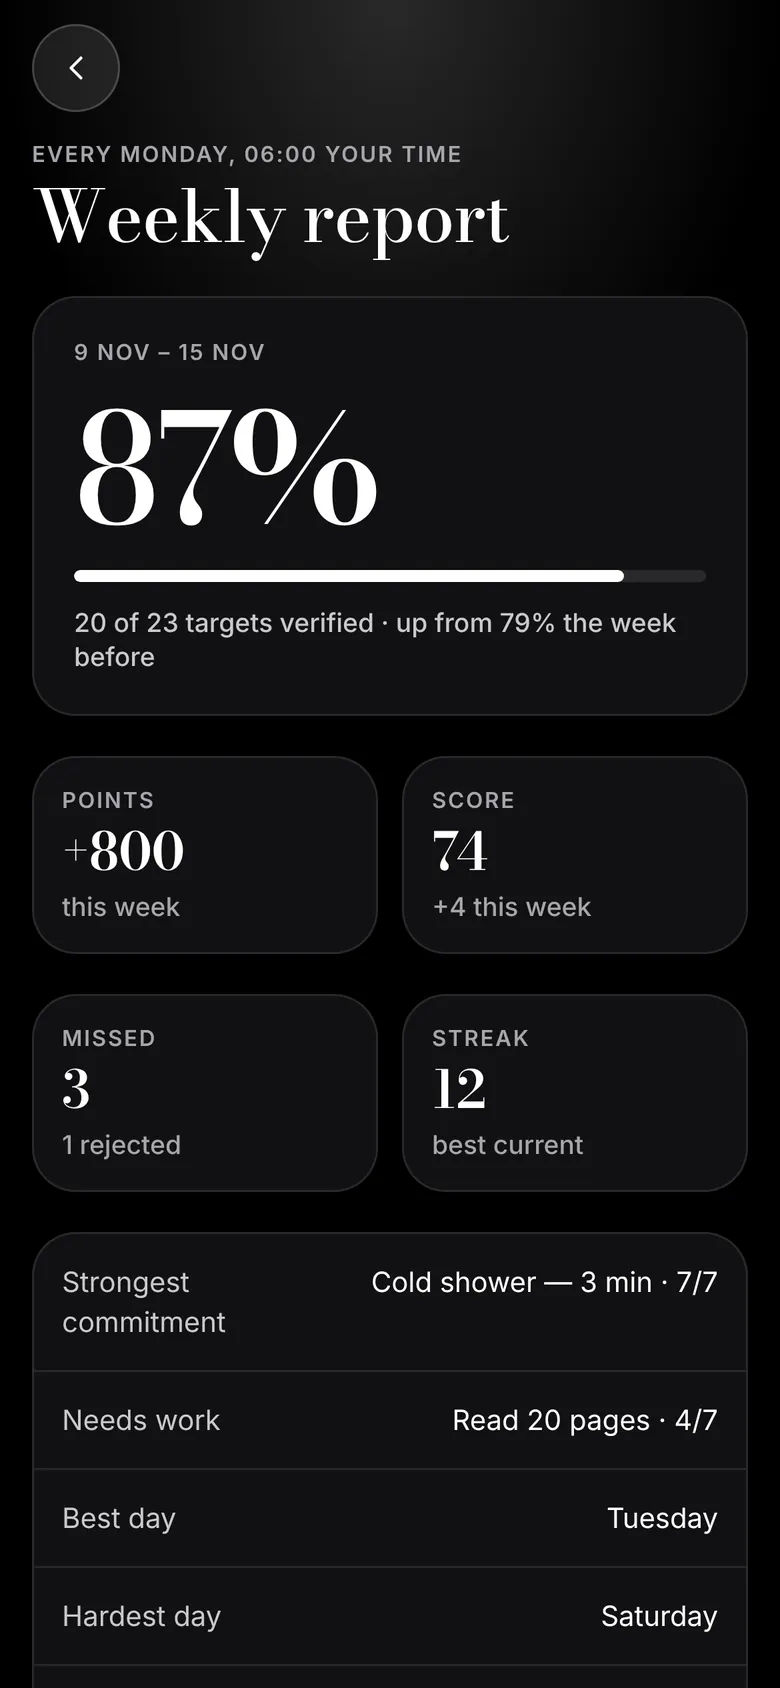 EVERY MONDAY, 06:00 YOUR TIME
Weekly report
9 NOV – 15 NOV
87%
20 of 23 targets verified · up from 79% the week
before
POINTS
+800
this week
SCORE
74
+4 this week
MISSED
3
1 rejected
STREAK
12
best current
Strongest
commitment
Cold shower — 3 min · 7/7
Needs work
Read 20 pages · 4/7
Best day
Tuesday
Hardest day
Saturday